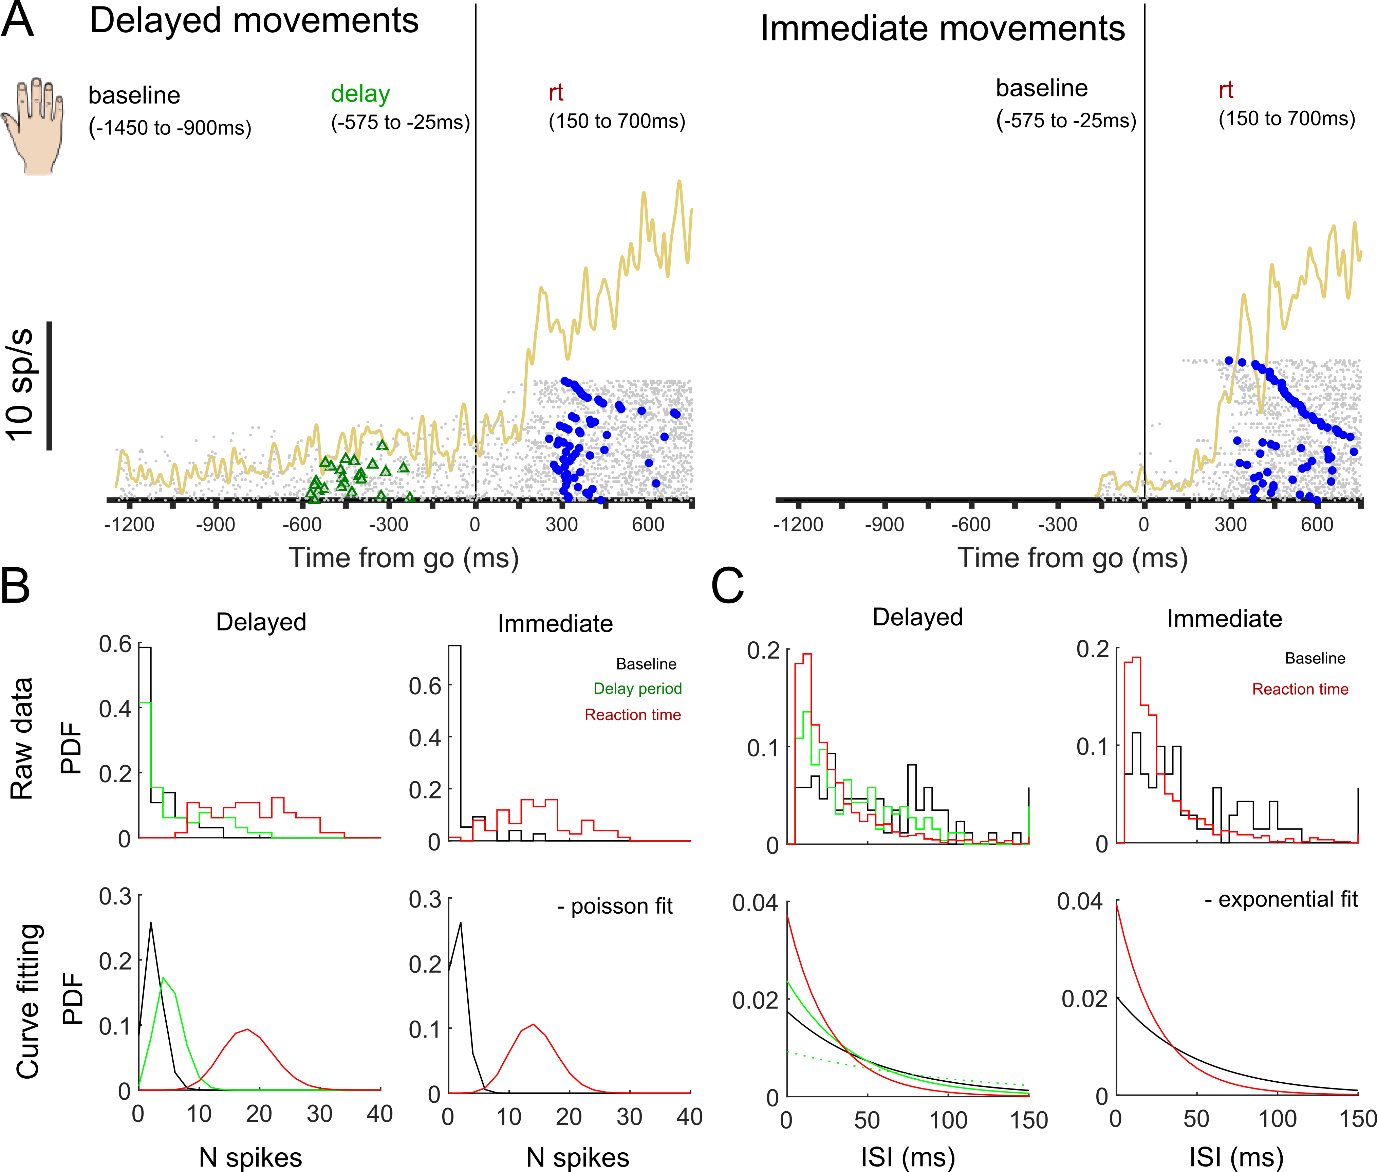 A
Delayed movements
Immediate movements
baseline
(-1450 to -900ms)
delay
(-575 to -25ms)
rt
(150 to 700ms)
baseline
(-575 to -25ms)
rt
(150 to 700ms)
10 sp/s
-1200 -900 -600 -300 0 300 600
Time from go (ms)
-1200 -900 -600 -300 0 300 600
Time from go (ms)
B
Delayed
Immediate
Raw data
PDF
0.6
0.4
0.2
0
0.6
0.4
0.2
0
Baseline
Delay period
Reaction time
Curve fitting
PDF
0.3
0.2
0.1
0
0 10 20 30 40
N spikes
0.3
0.2
0.1
0
- poisson fit
0 10 20 30 40
N spikes
C
Delayed
Immediate
0.2
0.1
0
0.2
0.1
0
Baseline
Reaction time
0.04
0.02
0
0 50 100 150
ISI (ms)
0.04
0.02
0
- exponential fit
0 50 100 150
ISI (ms)